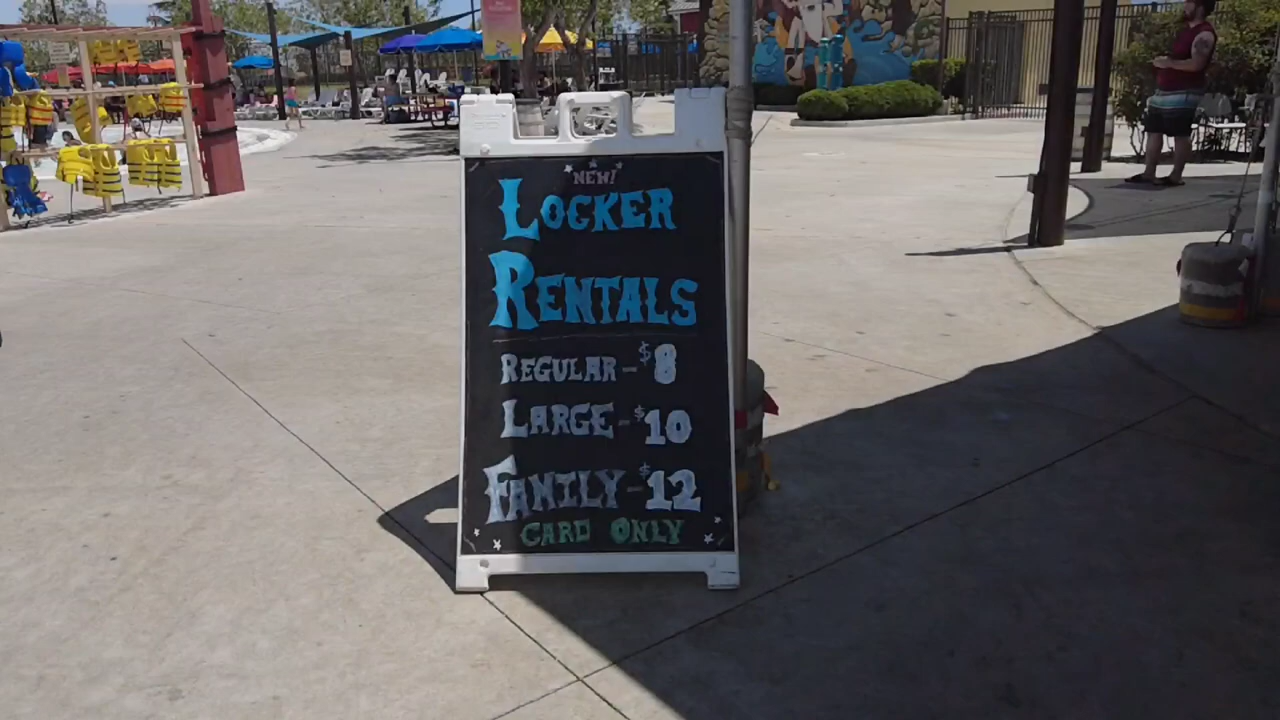 NEW!
LOCKER
RENTALS
REGULAR - $8
LARGE - $10
FAMILY - $12
CARD ONLY